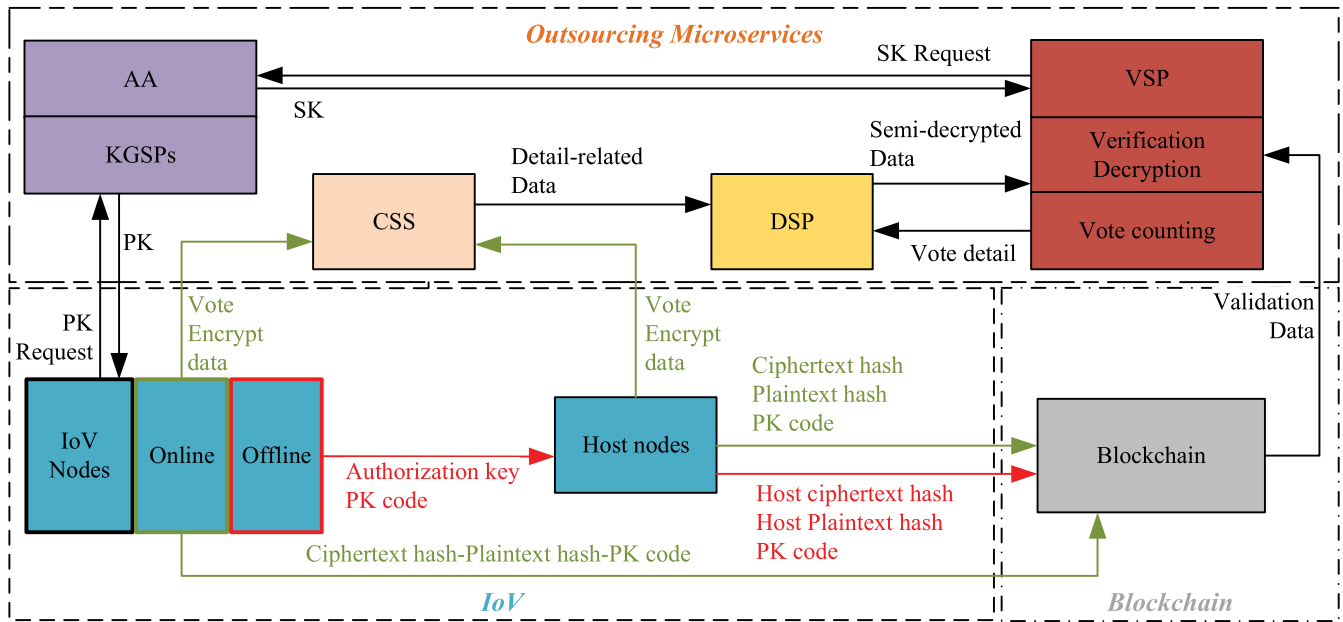 Outsourcing Microservices
AA
KGSPs
SK Request
SK
VSP
Verification
Decryption
Vote counting
Semi-decrypted
Data
Detail-related
Data
CSS
DSP
Vote detail
PK
PK
Request
Vote
Encrypt
data
Vote
Encrypt
data
Validation
Data
Ciphertext hash
Plaintext hash
PK code
IoV
Nodes
Online
Offline
Authorization key
PK code
Host nodes
Host ciphertext hash
Host Plaintext hash
PK code
Blockchain
Ciphertext hash-Plaintext hash-PK code
IoV
Blockchain